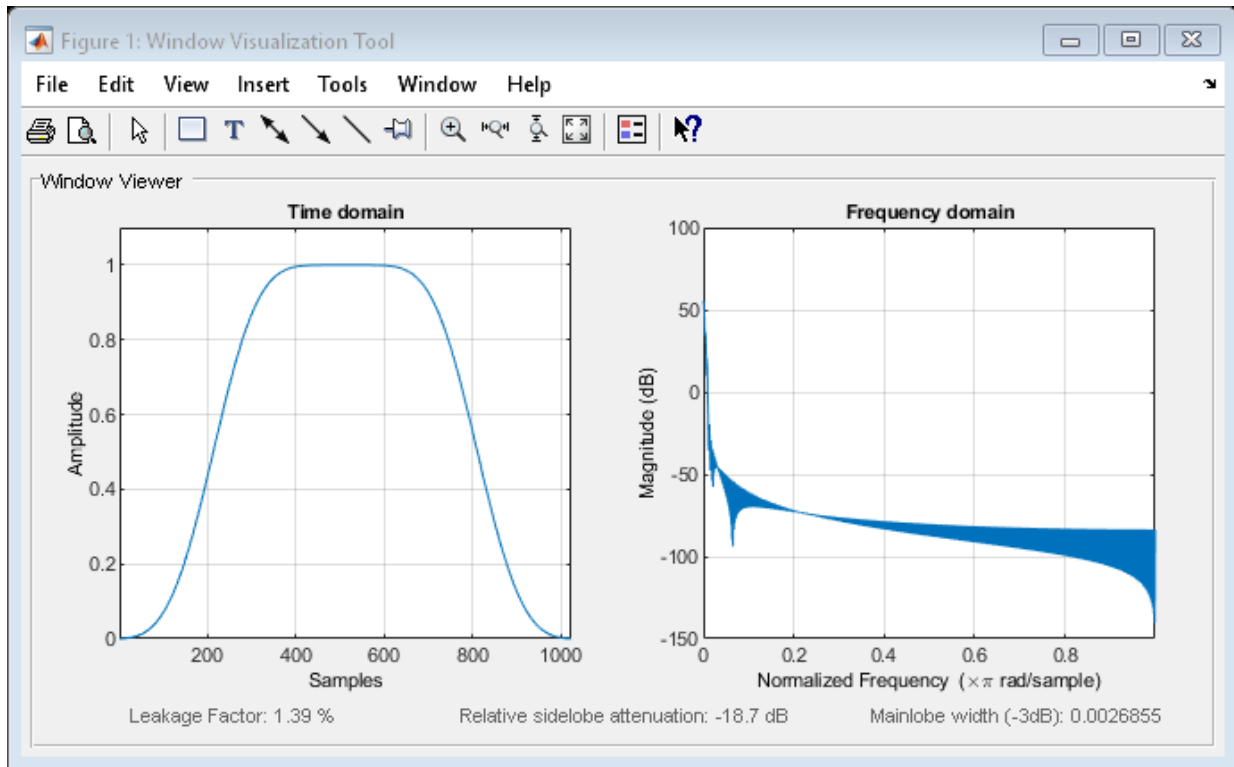 Figure 1: Window Visualization Tool
File Edit View Insert Tools Window Help
T
?
Window Viewer
Time domain
1
0.8
0.6
0.4
0.2
0
Amplitude
200 400 600 800 1000
Samples
Frequency domain
100
50
0
-50
-100
-150
Magnitude (dB)
0 0.2 0.4 0.6 0.8
Normalized Frequency (×π rad/sample)
Leakage Factor: 1.39 % Relative sidelobe attenuation: -18.7 dB Mainlobe width (-3dB): 0.0026855